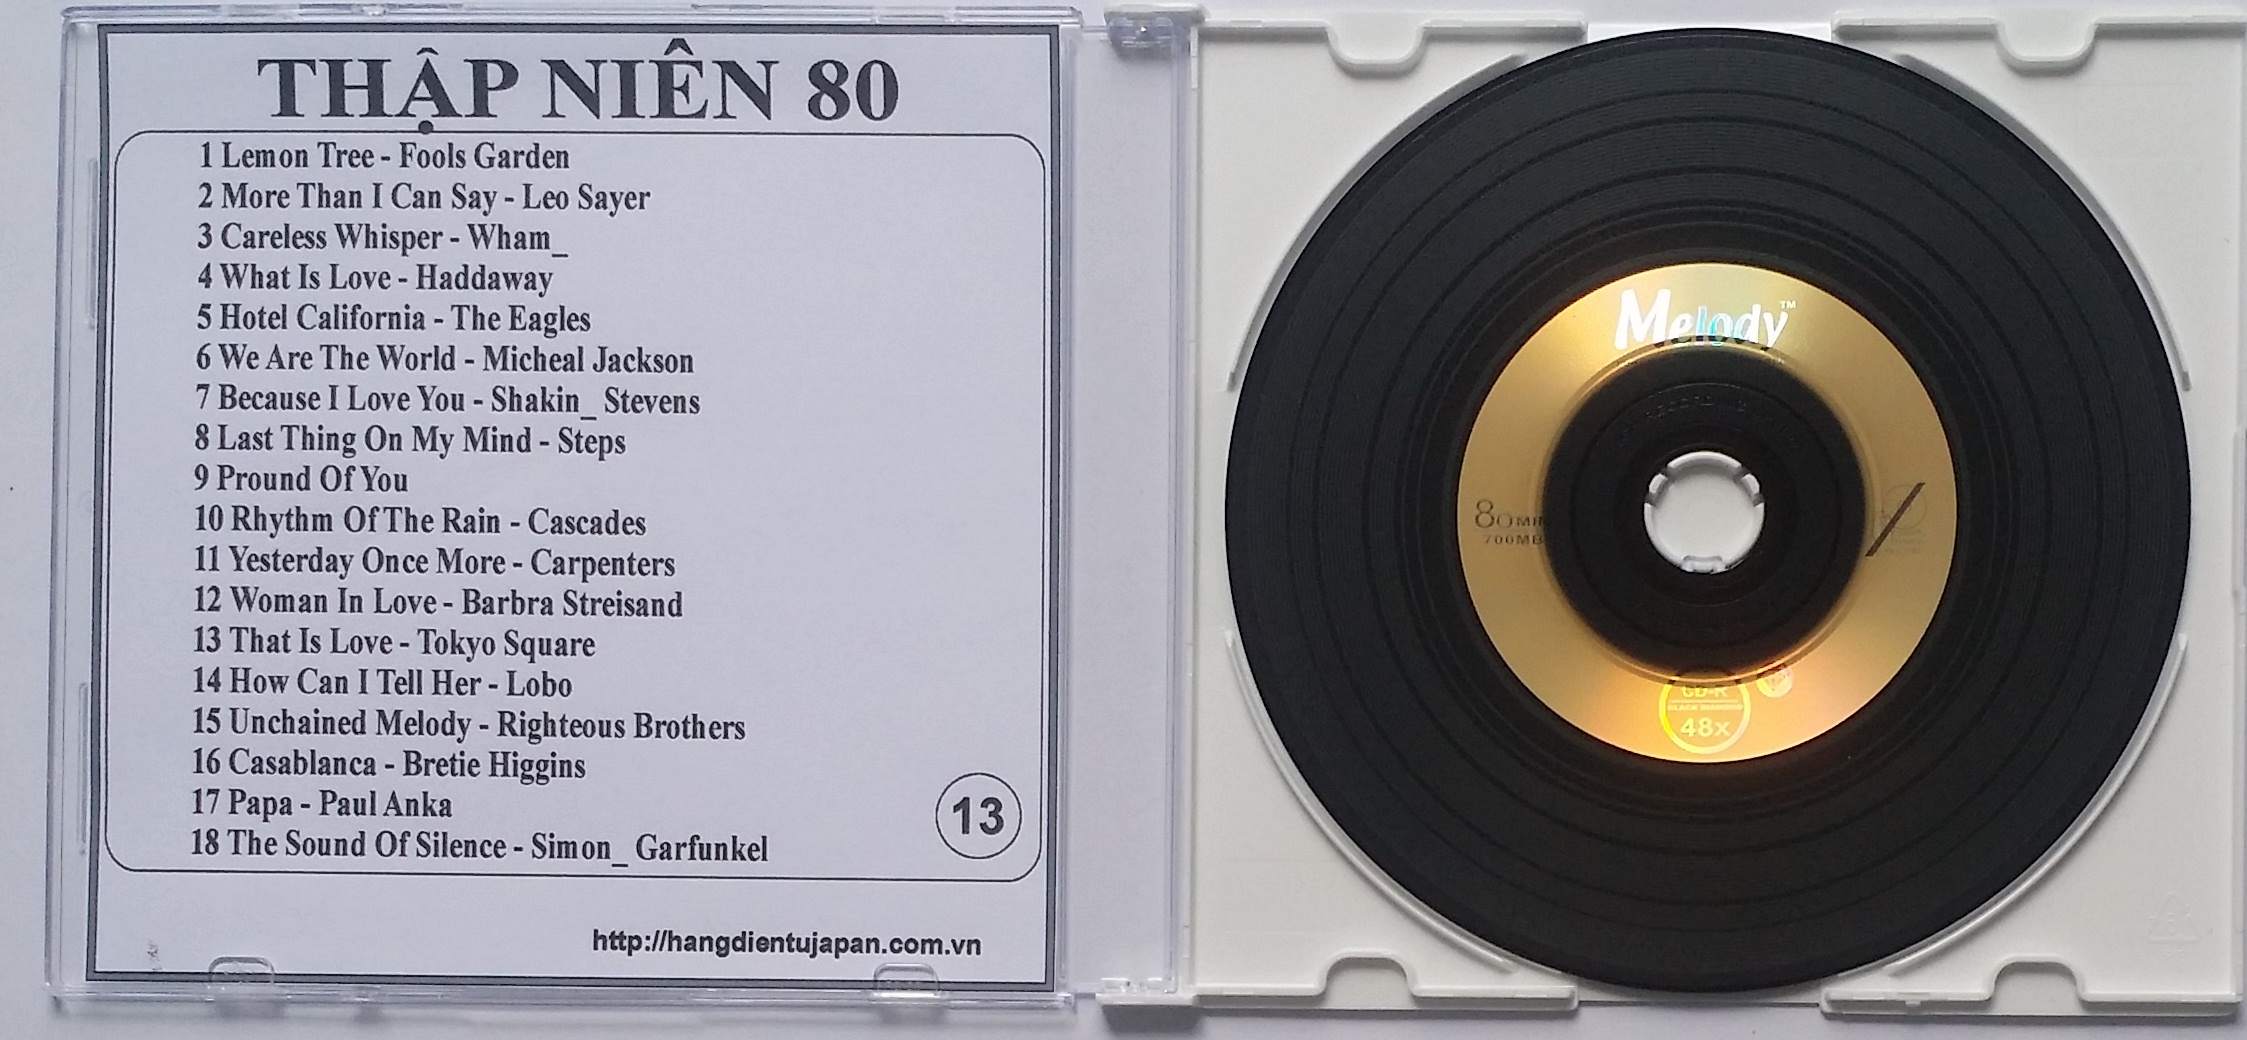 THẬP NIÊN 80
1 Lemon Tree - Fools Garden
2 More Than I Can Say - Leo Sayer
3 Careless Whisper - Wham_
4 What Is Love - Haddaway
5 Hotel California - The Eagles
6 We Are The World - Micheal Jackson
7 Because I Love You - Shakin_ Stevens
8 Last Thing On My Mind - Steps
9 Pround Of You
10 Rhythm Of The Rain - Cascades
11 Yesterday Once More - Carpenters
12 Woman In Love - Barbra Streisand
13 That Is Love - Tokyo Square
14 How Can I Tell Her - Lobo
15 Unchained Melody - Righteous Brothers
16 Casablanca - Bretie Higgins
17 Papa - Paul Anka
18 The Sound Of Silence - Simon_ Garfunkel
13
http://hangdientujapan.com.vn
Melody™
80MIN
700MB
CD-R
48x